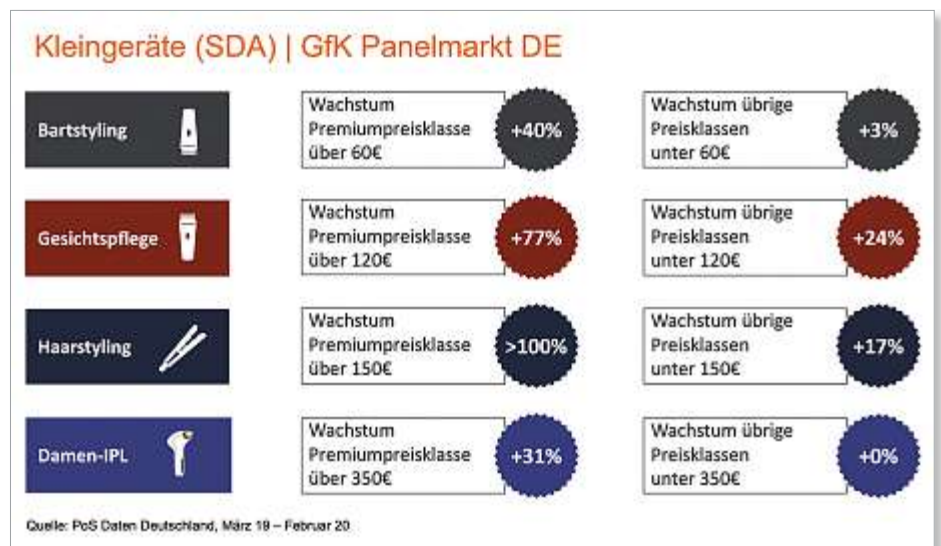 Kleingeräte (SDA) | GfK Panelmarkt DE
Bartstyling
Wachstum
Premiumpreisklasse
über 60€
+40%
Wachstum übrige
Preisklassen
unter 60€
+3%
Gesichtspflege
Wachstum
Premiumpreisklasse
über 120€
+77%
Wachstum übrige
Preisklassen
unter 120€
+24%
Haarstyling
Wachstum
Premiumpreisklasse
über 150€
>100%
Wachstum übrige
Preisklassen
unter 150€
+17%
Damen-IPL
Wachstum
Premiumpreisklasse
über 350€
+31%
Wachstum übrige
Preisklassen
unter 350€
+0%
Quelle: PoS Daten Deutschland, März 19 – Februar 20